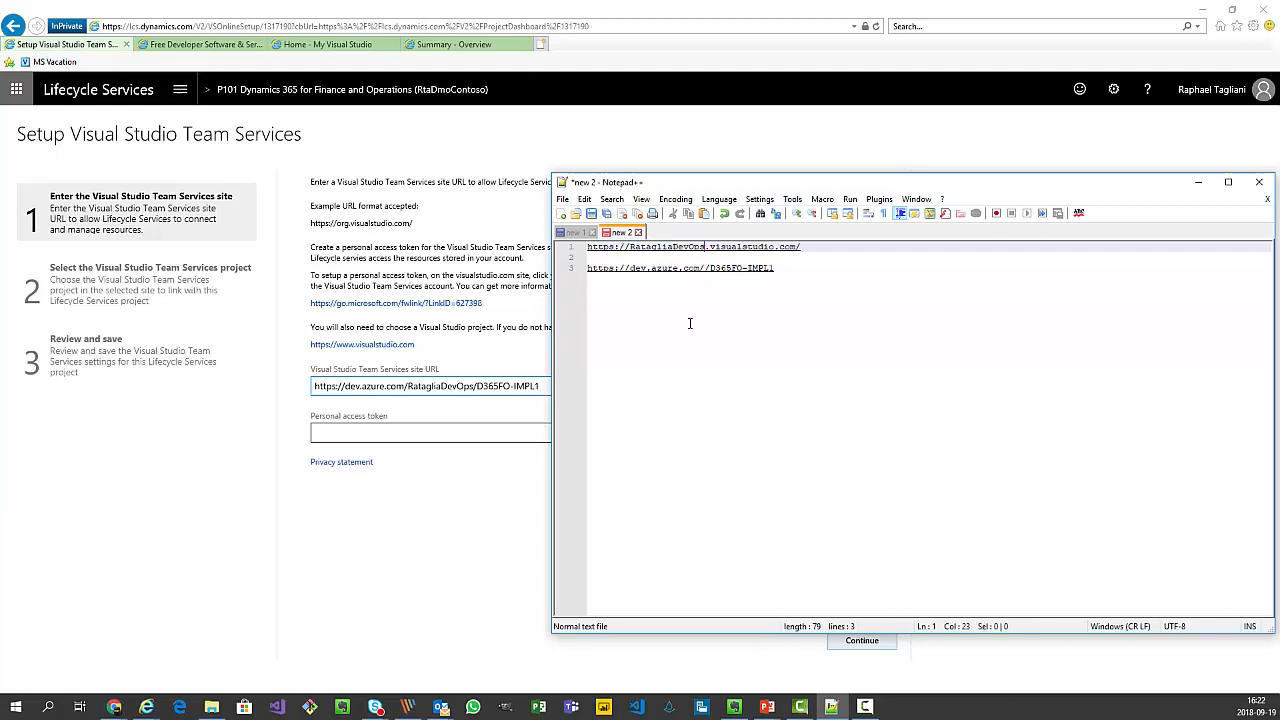 InPrivate
https://lcs.dynamics.com/V2/VSOnlineSetup/1317190?cbUrl=https%3A%2F%2Flcs.dynamics.com%2FV2%2FProjectDashboard%2F1317190
Search...
Setup Visual Studio Team S...
Free Developer Software & Ser...
Home - My Visual Studio
Summary - Overview
MS Vacation
Lifecycle Services
P101 Dynamics 365 for Finance and Operations (RtaDmoContoso)
Raphael Tagliani
Setup Visual Studio Team Services
1
Enter the Visual Studio Team Services site
Enter the Visual Studio Team Services site
URL to allow Lifecycle Services to connect
and manage resources.
2
Select the Lifecycle Services project
Choose the Visual Studio Team Services
project in the selected site to link with this
Lifecycle Services project
3
Review and save
Review and save the Visual Studio Team
Services settings for this Lifecycle Services
project
Enter a Visual Studio Team Services site URL to allow Lifecycle Servic
Example URL format accepted:
https://org.visualstudio.com/
Create a personal access token for the Visual Studio Team Services s
Lifecycle servies access the resources stored in your account.
To setup a personal access token, on the visualstudio.com site, click y
the Visual Studio Team Services account. You can get more informat
https://go.microsoft.com/fwlink/?LinkID=627398
You will also need to choose a Visual Studio project. If you do not ha
https://www.visualstudio.com
Visual Studio Team Services site URL
https://dev.azure.com/RatagliaDevOps/D365FO-IMPL1
Personal access token
Privacy statement
*new 2 - Notepad++
File Edit Search View Encoding Language Settings Tools Macro Run Plugins Window ? X
new 1
new 2
1 https://RatagliaDevOps.visualstudio.com/
2
3 https://dev.azure.com//D365FO-IMPL1
Normal text file length : 79 lines : 3 Ln : 1 Col : 23 Sel : 0 | 0 Windows (CR LF) UTF-8 INS
Continue
16:22
2018-09-19